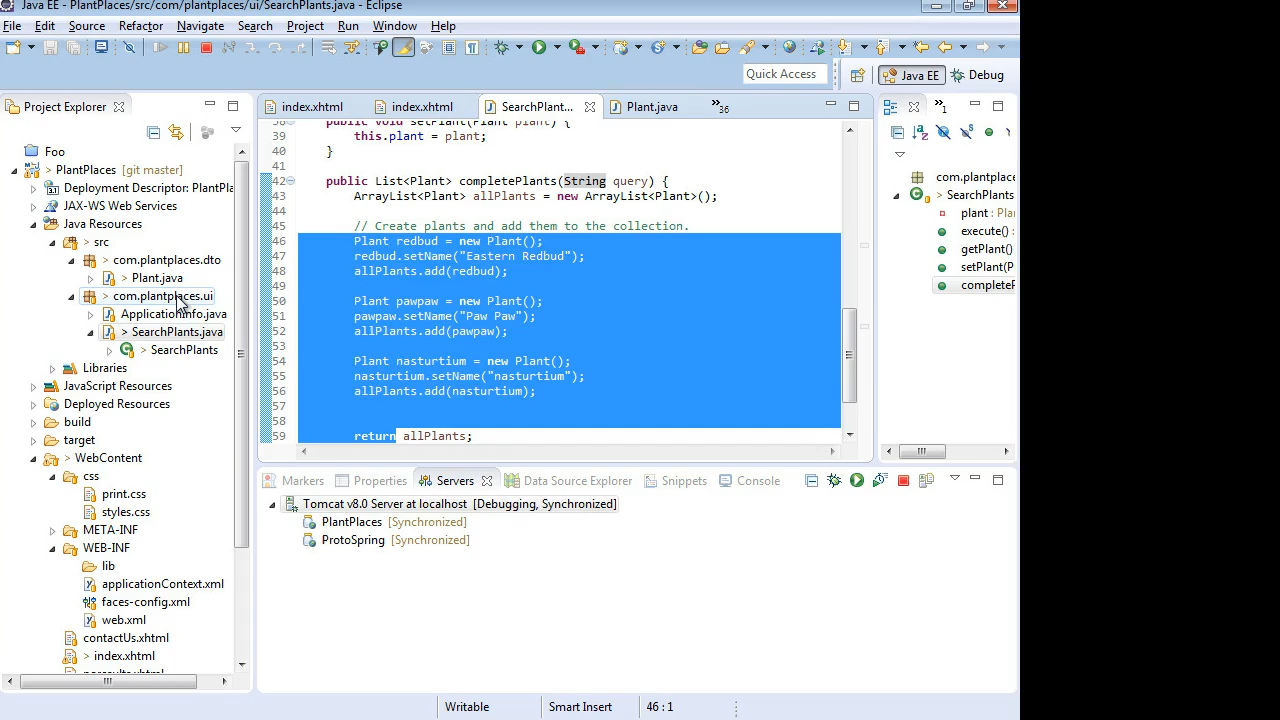 Java EE - PlantPlaces/src/com/plantplaces/ui/SearchPlants.java - Eclipse
File Edit Source Refactor Navigate Search Project Run Window Help
Quick Access
Java EE
Debug
Project Explorer
Foo
> PlantPlaces [git master]
Deployment Descriptor: PlantPla
JAX-WS Web Services
Java Resources
> src
> com.plantplaces.dto
> Plant.java
> com.plantplaces.ui
ApplicationInfo.java
> SearchPlants.java
> SearchPlants
Libraries
JavaScript Resources
Deployed Resources
build
target
> WebContent
css
print.css
styles.css
META-INF
WEB-INF
lib
applicationContext.xml
faces-config.xml
web.xml
contactUs.xhtml
> index.xhtml
index.xhtml
index.xhtml
SearchPlant...
Plant.java
»36
38 public void setPlant(Plant plant) {
39 this.plant = plant;
40 }
41
42 public List<Plant> completePlants(String query) {
43 ArrayList<Plant> allPlants = new ArrayList<Plant>();
44
45 // Create plants and add them to the collection.
46 Plant redbud = new Plant();
47 redbud.setName("Eastern Redbud");
48 allPlants.add(redbud);
49
50 Plant pawpaw = new Plant();
51 pawpaw.setName("Paw Paw");
52 allPlants.add(pawpaw);
53
54 Plant nasturtium = new Plant();
55 nasturtium.setName("nasturtium");
56 allPlants.add(nasturtium);
57
58
59 return allPlants;
»1
com.plantplace
> SearchPlants
plant : Plan
execute() :
getPlant()
setPlant(P
completeP
Markers
Properties
Servers
Data Source Explorer
Snippets
Console
Tomcat v8.0 Server at localhost [Debugging, Synchronized]
PlantPlaces [Synchronized]
ProtoSpring [Synchronized]
Writable
Smart Insert
46 : 1